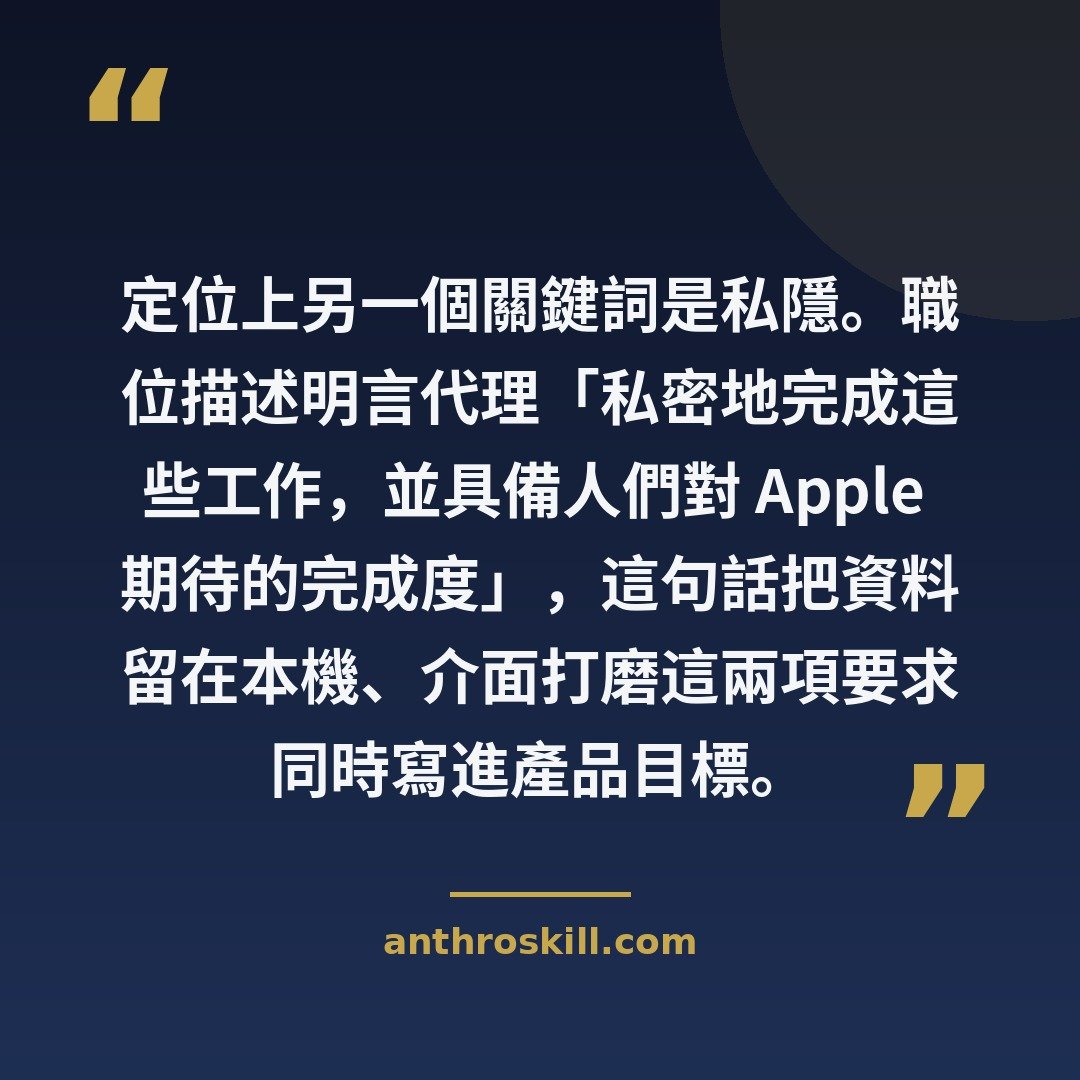 “
定位上另一個關鍵詞是私隱。職
位描述明言代理「私密地完成這
些工作，並具備人們對 Apple
期待的完成度」，這句話把資料
留在本機、介面打磨這兩項要求
同時寫進產品目標。
”
anthroskill.com